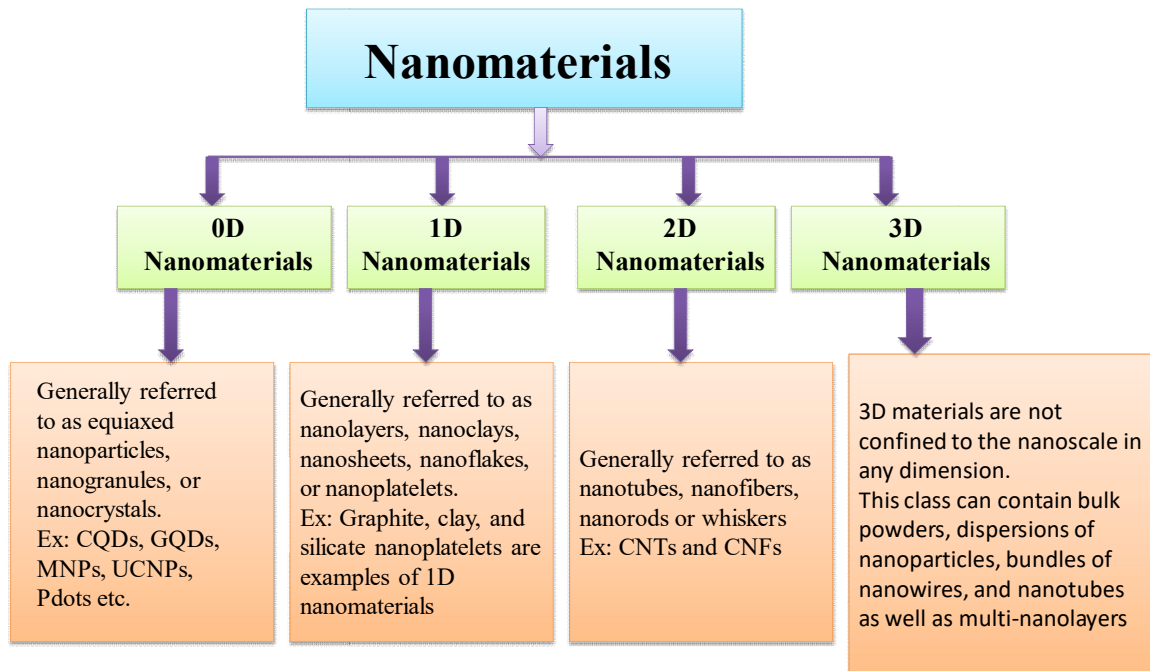 Nanomaterials
0D
Nanomaterials
1D
Nanomaterials
2D
Nanomaterials
3D
Nanomaterials
Generally referred
to as equiaxed
nanoparticles,
nanogranules, or
nanocrystals.
Ex: CQDs, GQDs,
MNPs, UCNPs,
Pdots etc.
Generally referred to as
nanolayers, nanoclays,
nanosheets, nanoflakes,
or nanoplatelets.
Ex: Graphite, clay, and
silicate nanoplatelets are
examples of 1D
nanomaterials
Generally referred to as
nanotubes, nanofibers,
nanorods or whiskers
Ex: CNTs and CNFs
3D materials are not
confined to the nanoscale in
any dimension.
This class can contain bulk
powders, dispersions of
nanoparticles, bundles of
nanowires, and nanotubes
as well as multi-nanolayers